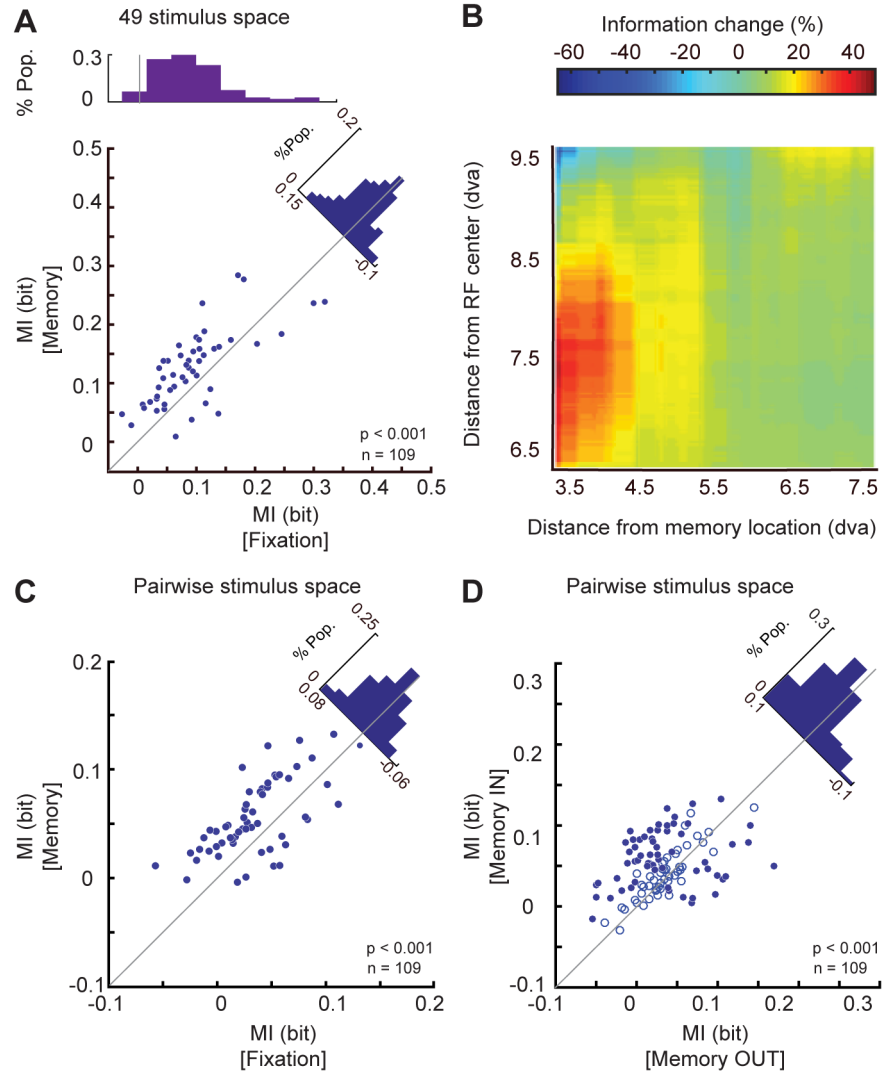 A
49 stimulus space
% Pop.
0.3
0
%Pop.
0.2
0
0.15
-0.1
MI (bit)
[Memory]
0.5
0.4
0.3
0.2
0.1
0
p < 0.001
n = 109
0 0.1 0.2 0.3 0.4 0.5
MI (bit)
[Fixation]
B
Information change (%)
-60 -40 -20 0 20 40
Distance from RF center (dva)
9.5
8.5
7.5
6.5
3.5 4.5 5.5 6.5 7.5
Distance from memory location (dva)
C
Pairwise stimulus space
% Pop.
0.25
0
0.08
-0.06
MI (bit)
[Memory]
0.2
0.1
0
-0.1
p < 0.001
n = 109
-0.1 0 0.1 0.2
MI (bit)
[Fixation]
D
Pairwise stimulus space
% Pop.
0.3
0
0.1
-0.1
MI (bit)
[Memory IN]
0.3
0.2
0.1
0
-0.1
p < 0.001
n = 109
-0.1 0 0.1 0.2 0.3
MI (bit)
[Memory OUT]